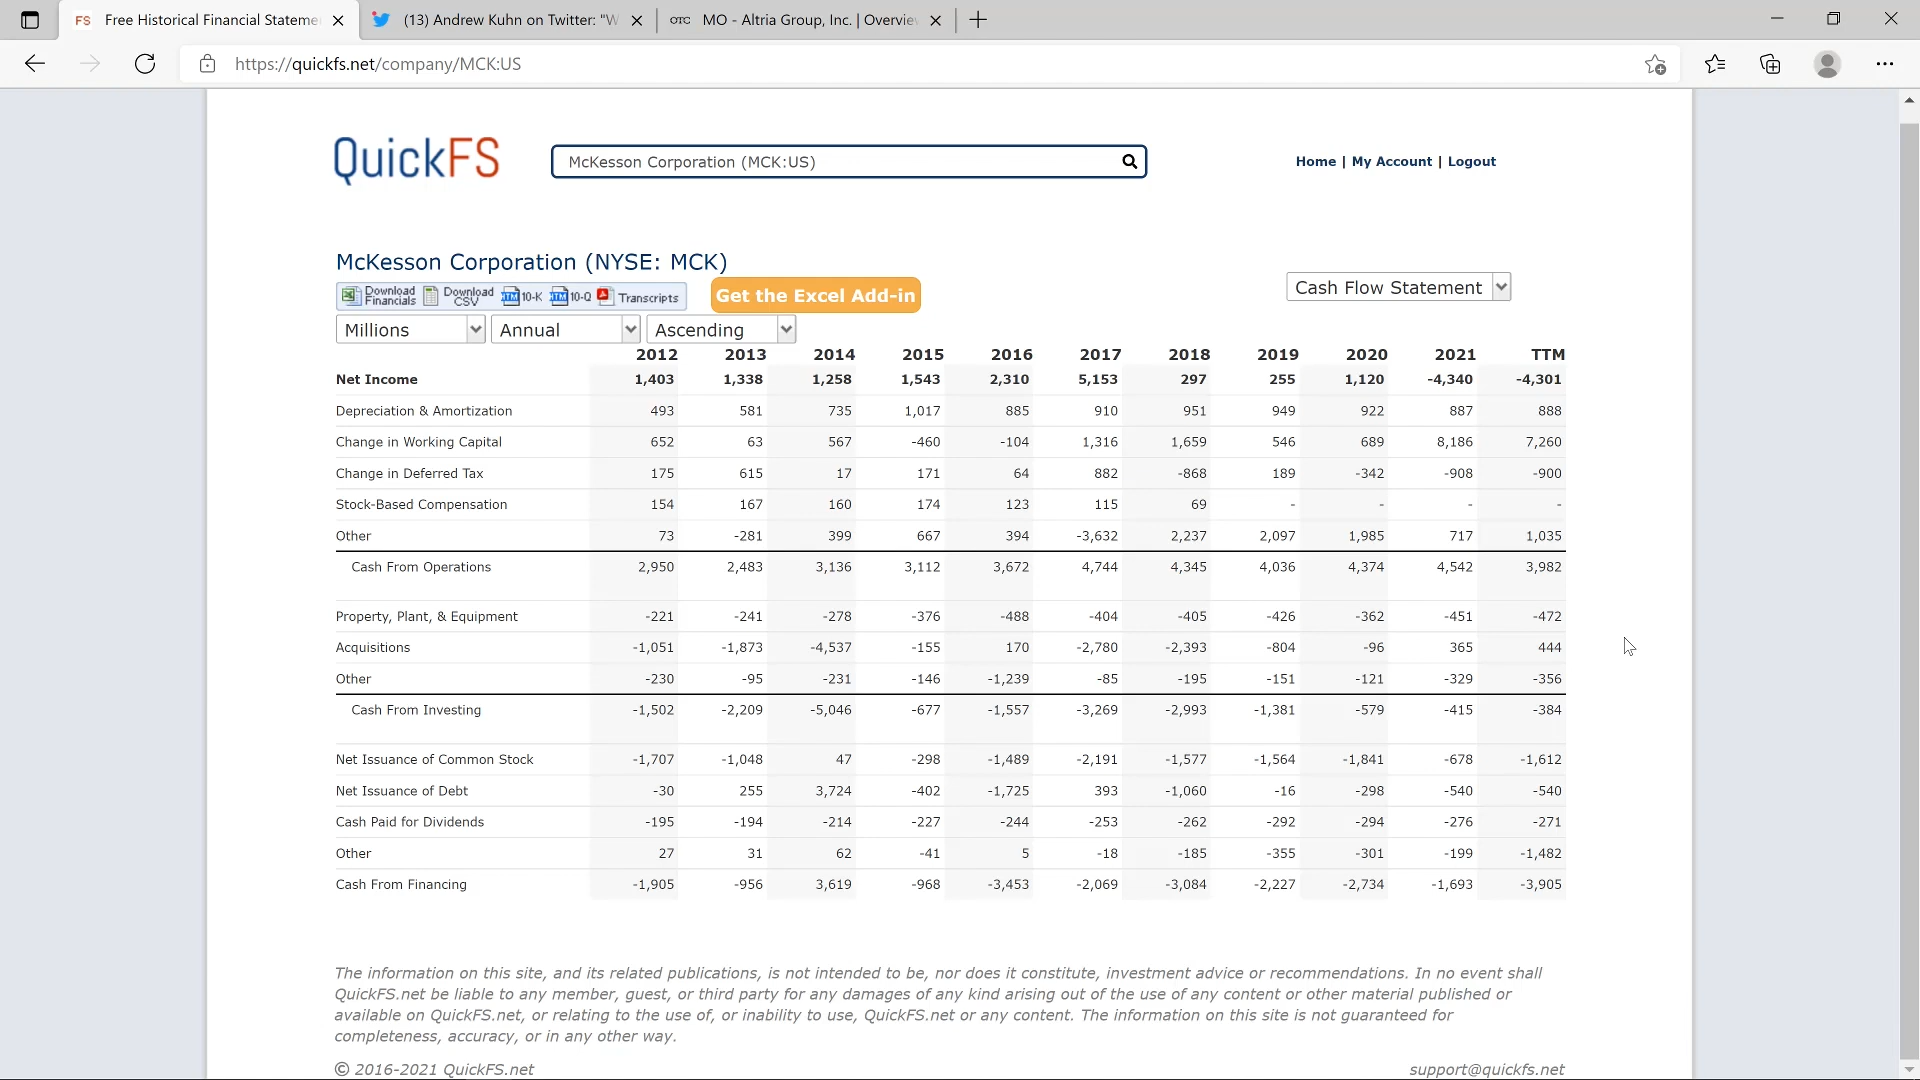 Free Historical Financial Stateme
(13) Andrew Kuhn on Twitter: "W
OTC MO - Altria Group, Inc. | Overvie
https://quickfs.net/company/MCK:US
QuickFS
McKesson Corporation (MCK:US)
Home | My Account | Logout
McKesson Corporation (NYSE: MCK)
Download Financials Download CSV 10-K 10-Q Transcripts
Get the Excel Add-in
Cash Flow Statement
Millions Annual Ascending
2012 2013 2014 2015 2016 2017 2018 2019 2020 2021 TTM
Net Income 1,403 1,338 1,258 1,543 2,310 5,153 297 255 1,120 -4,340 -4,301
Depreciation & Amortization 493 581 735 1,017 885 910 951 949 922 887 888
Change in Working Capital 652 63 567 -460 -104 1,316 1,659 546 689 8,186 7,260
Change in Deferred Tax 175 615 17 171 64 882 -868 189 -342 -908 -900
Stock-Based Compensation 154 167 160 174 123 115 69 - - - -
Other 73 -281 399 667 394 -3,632 2,237 2,097 1,985 717 1,035
Cash From Operations 2,950 2,483 3,136 3,112 3,672 4,744 4,345 4,036 4,374 4,542 3,982
Property, Plant, & Equipment -221 -241 -278 -376 -488 -404 -405 -426 -362 -451 -472
Acquisitions -1,051 -1,873 -4,537 -155 170 -2,780 -2,393 -804 -96 365 444
Other -230 -95 -231 -146 -1,239 -85 -195 -151 -121 -329 -356
Cash From Investing -1,502 -2,209 -5,046 -677 -1,557 -3,269 -2,993 -1,381 -579 -415 -384
Net Issuance of Common Stock -1,707 -1,048 47 -298 -1,489 -2,191 -1,577 -1,564 -1,841 -678 -1,612
Net Issuance of Debt -30 255 3,724 -402 -1,725 393 -1,060 -16 -298 -540 -540
Cash Paid for Dividends -195 -194 -214 -227 -244 -253 -262 -292 -294 -276 -271
Other 27 31 62 -41 5 -18 -185 -355 -301 -199 -1,482
Cash From Financing -1,905 -956 3,619 -968 -3,453 -2,069 -3,084 -2,227 -2,734 -1,693 -3,905
The information on this site, and its related publications, is not intended to be, nor does it constitute, investment advice or recommendations. In no event shall
QuickFS.net be liable to any member, guest, or third party for any damages of any kind arising out of the use of any content or other material published or
available on QuickFS.net, or relating to the use of, or inability to use, QuickFS.net or any content. The information on this site is not guaranteed for
completeness, accuracy, or in any other way.
© 2016-2021 QuickFS.net
support@quickfs.net